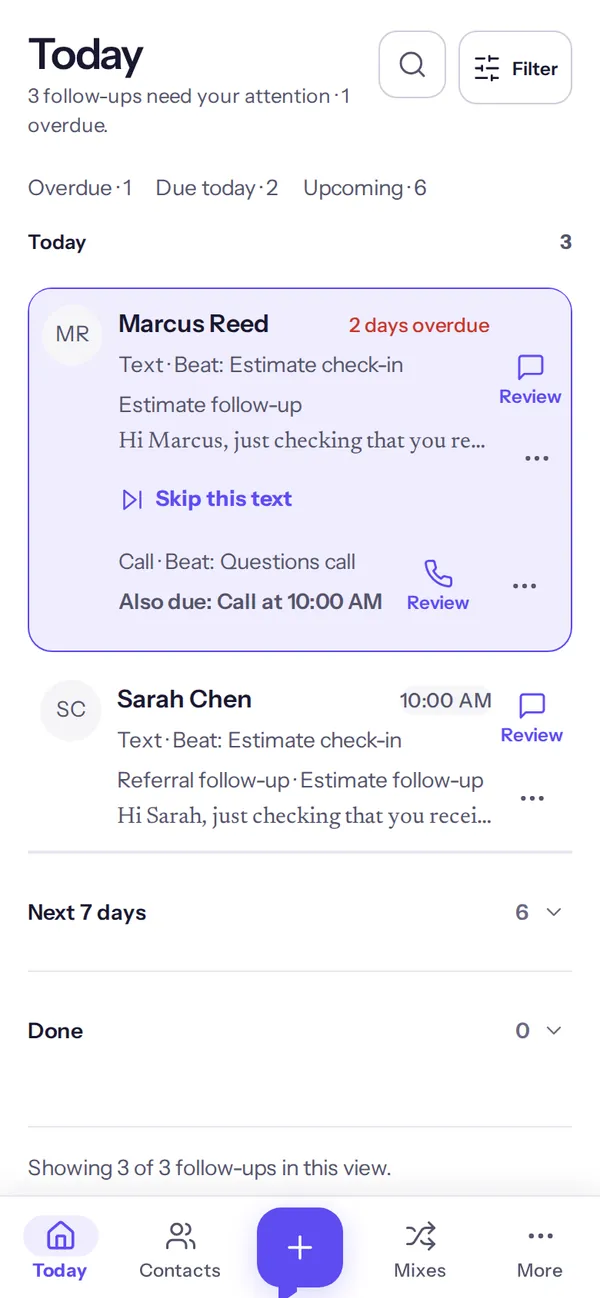 Today
Filter
3 follow-ups need your attention · 1
overdue.
Overdue · 1 Due today · 2 Upcoming · 6
Today 3
MR
Marcus Reed 2 days overdue
Text · Beat: Estimate check-in
Review
Estimate follow-up
Hi Marcus, just checking that you re...
Skip this text
Call · Beat: Questions call
Also due: Call at 10:00 AM
Review
SC
Sarah Chen 10:00 AM
Review
Text · Beat: Estimate check-in
Referral follow-up · Estimate follow-up
Hi Sarah, just checking that you recei...
Next 7 days 6
Done 0
Showing 3 of 3 follow-ups in this view.
Today Contacts Mixes More